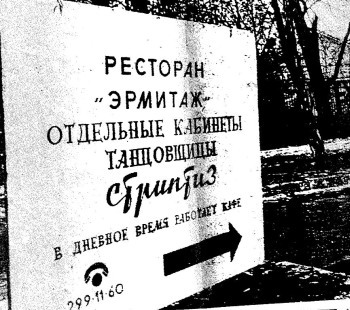 РЕСТОРАН
"ЭРМИТАЖ"
ОТДЕЛЬНЫЕ КАБИНЕТЫ
ТАНЦОВЩИЦЫ
стриптиз
В ДНЕВНОЕ ВРЕМЯ РАБОТАЕТ КАФЕ
299-11-60